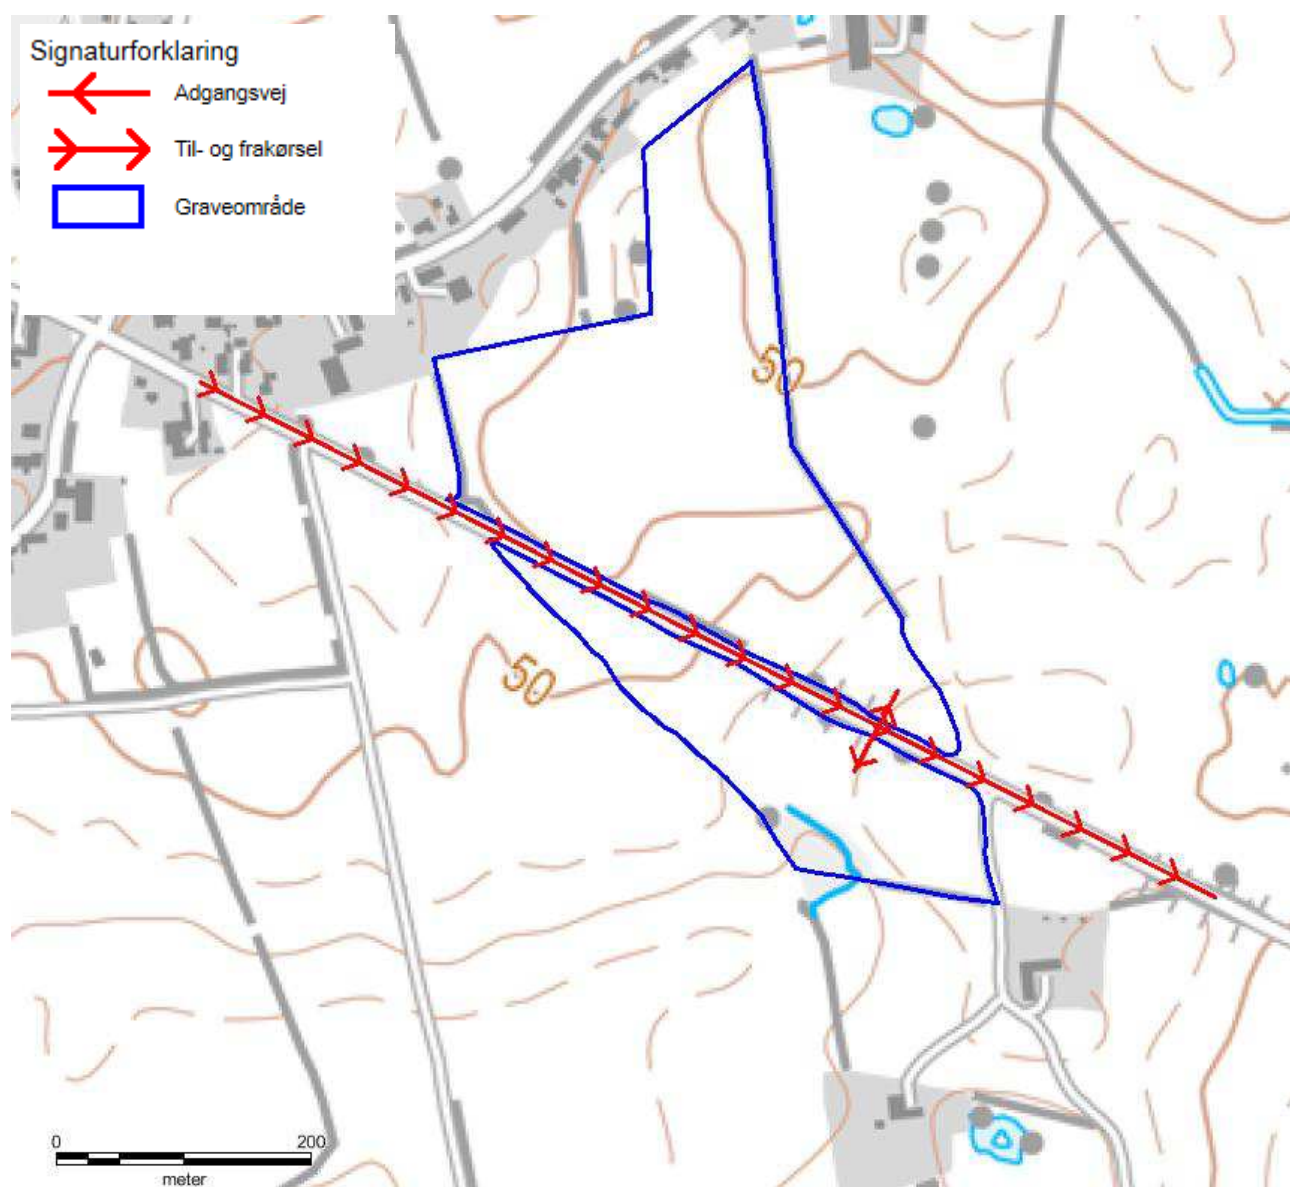 Signaturforklaring
Adgangsvej
Til- og frakørsel
Graveområde
50
50
0 200
meter